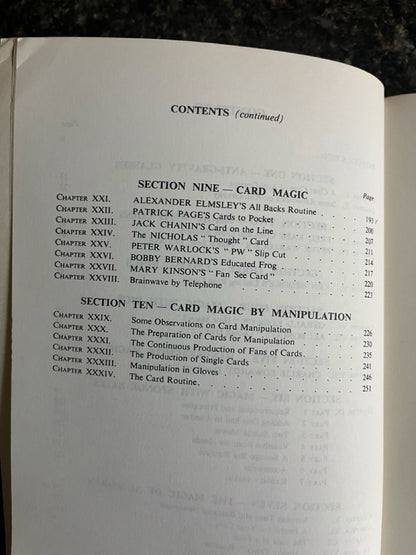 CONTENTS (continued)
SECTION NINE — CARD MAGIC
Page
CHAPTER XXI. ALEXANDER ELMSLEY'S All Backs Routine . . . 193
CHAPTER XXII. PATRICK PAGE'S Cards to Pocket . . . . . 206
CHAPTER XXIII. JACK CHANIN'S Card on the Line . . . . . 207
CHAPTER XXIV. The NICHOLAS "Thought" Card . . . . . 211
CHAPTER XXV. PETER WARLOCK'S "PW" Slip Cut . . . . . 214
CHAPTER XXVI. BOBBY BERNARD'S Educated Frog . . . . . 217
CHAPTER XXVII. MARY KINSON'S "Fan See Card" . . . . . 220
CHAPTER XXVIII. Brainwave by Telephone . . . . . . 223
SECTION TEN — CARD MAGIC BY MANIPULATION
CHAPTER XXIX. Some Observations on Card Manipulation . . . . 226
CHAPTER XXX. The Preparation of Cards for Manipulation . . . . 230
CHAPTER XXXI. The Continuous Production of Fans of Cards. . . . 235
CHAPTER XXXII. The Production of Single Cards . . . . . 241
CHAPTER XXXIII. Manipulation in Gloves . . . . . . 246
CHAPTER XXXIV. The Card Routine. . . . . . . 251